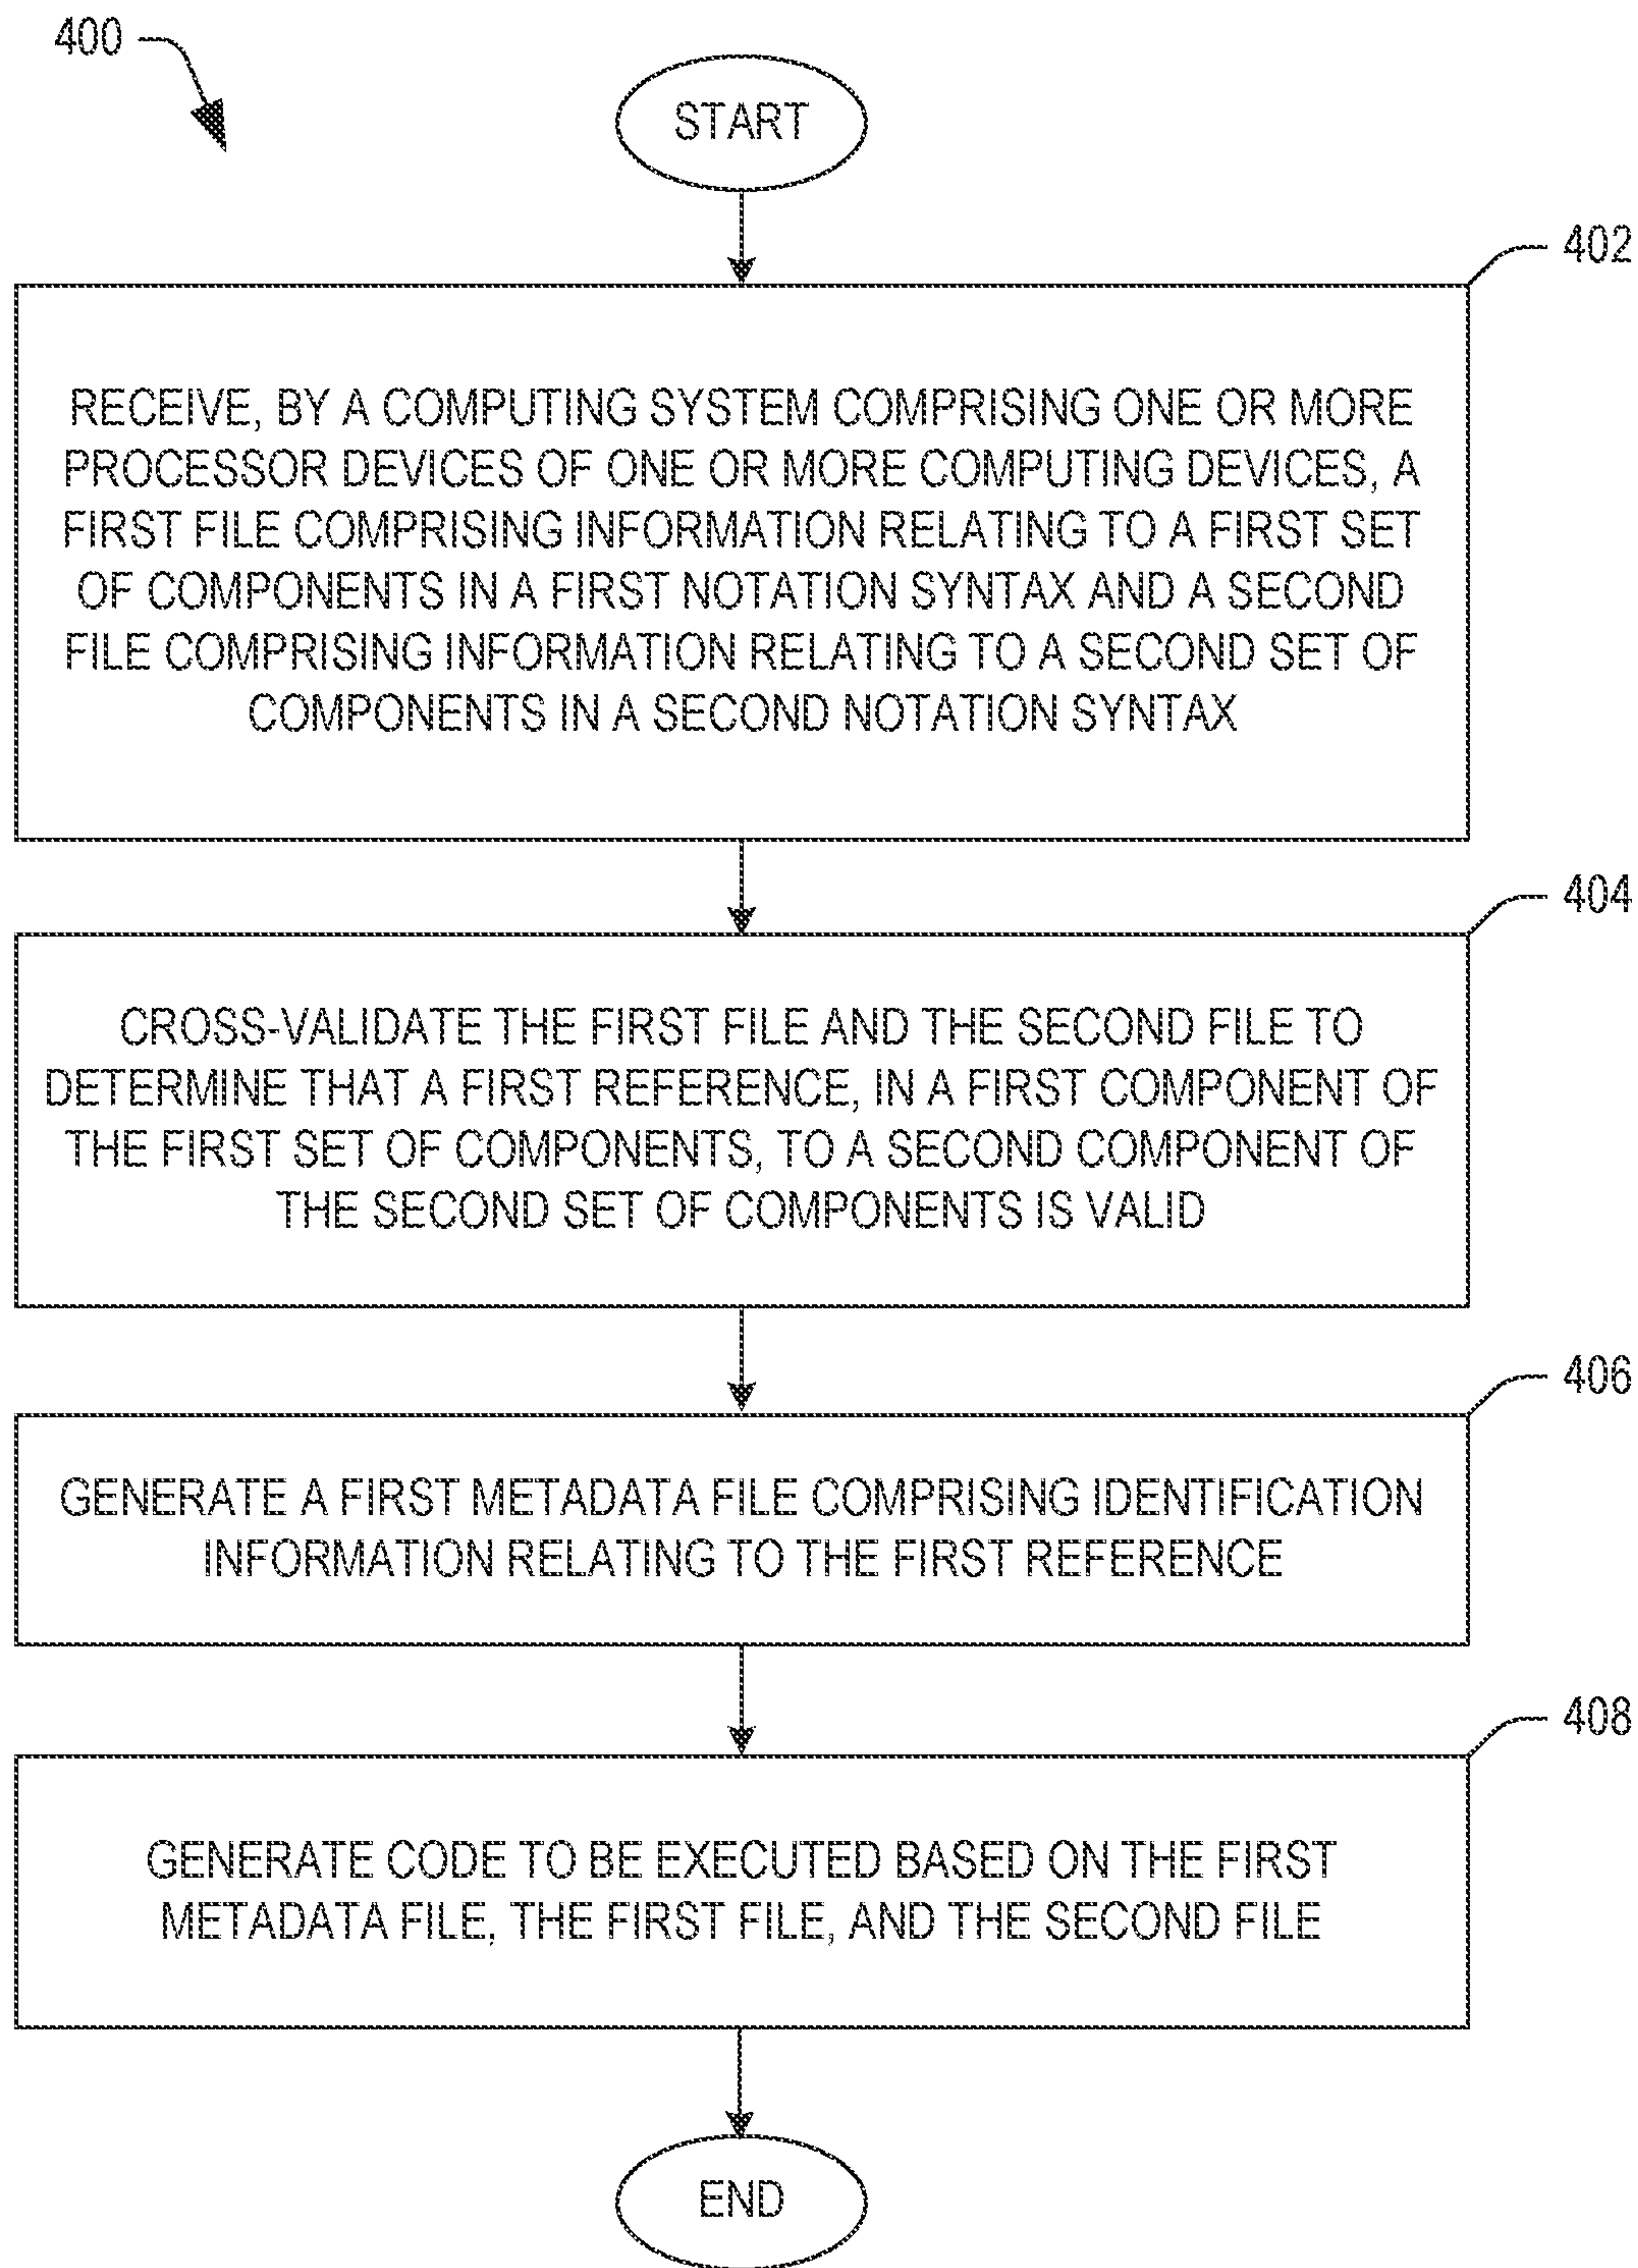 400
START
402
RECEIVE, BY A COMPUTING SYSTEM COMPRISING ONE OR MORE
PROCESSOR DEVICES OF ONE OR MORE COMPUTING DEVICES, A
FIRST FILE COMPRISING INFORMATION RELATING TO A FIRST SET
OF COMPONENTS IN A FIRST NOTATION SYNTAX AND A SECOND
FILE COMPRISING INFORMATION RELATING TO A SECOND SET OF
COMPONENTS IN A SECOND NOTATION SYNTAX
404
CROSS-VALIDATE THE FIRST FILE AND THE SECOND FILE TO
DETERMINE THAT A FIRST REFERENCE, IN A FIRST COMPONENT OF
THE FIRST SET OF COMPONENTS, TO A SECOND COMPONENT OF
THE SECOND SET OF COMPONENTS IS VALID
406
GENERATE A FIRST METADATA FILE COMPRISING IDENTIFICATION
INFORMATION RELATING TO THE FIRST REFERENCE
408
GENERATE CODE TO BE EXECUTED BASED ON THE FIRST
METADATA FILE, THE FIRST FILE, AND THE SECOND FILE
END